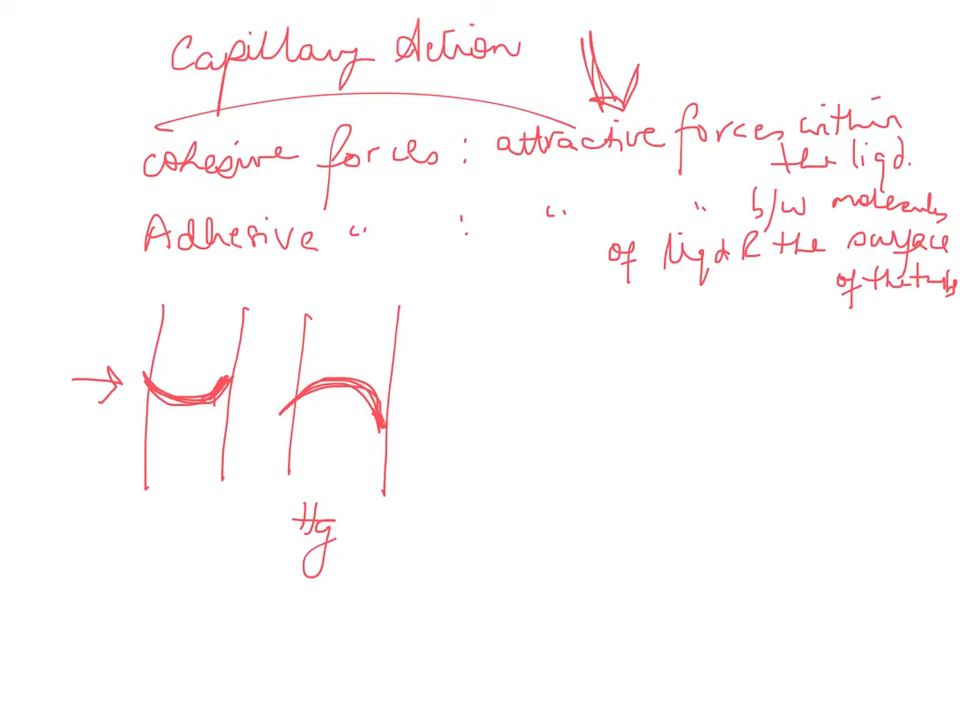 Capillary Action
Cohesive forces : attractive forces within
the liqd.
Adhesive " : " " b/w molecules
of liqd & the surface
of the tube
Hg